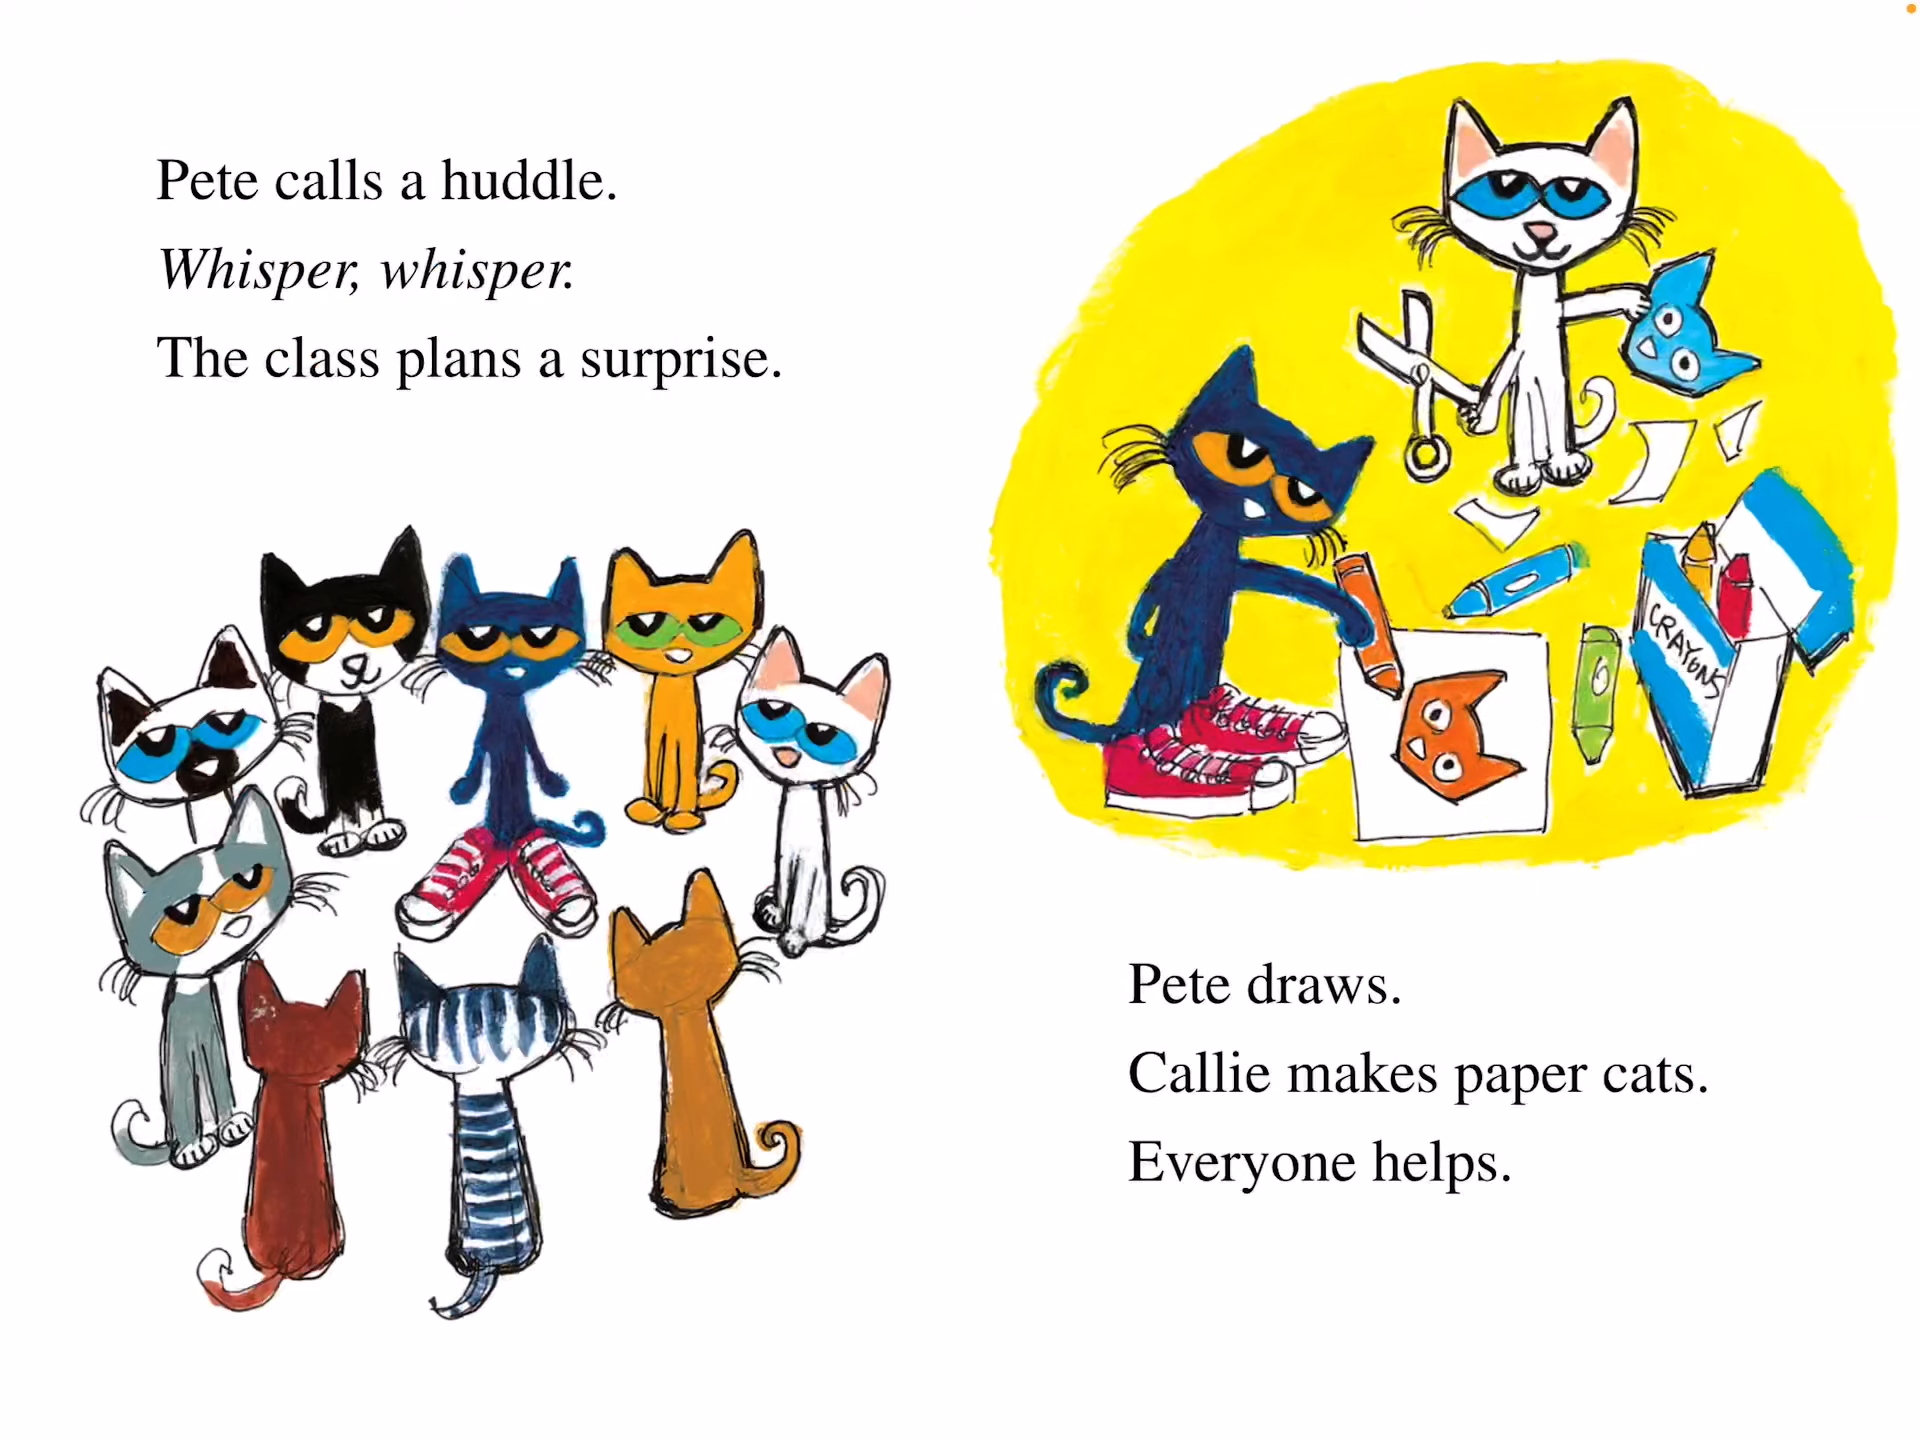 Pete calls a huddle.
Whisper, whisper.
The class plans a surprise.
CRAYONS
Pete draws.
Callie makes paper cats.
Everyone helps.